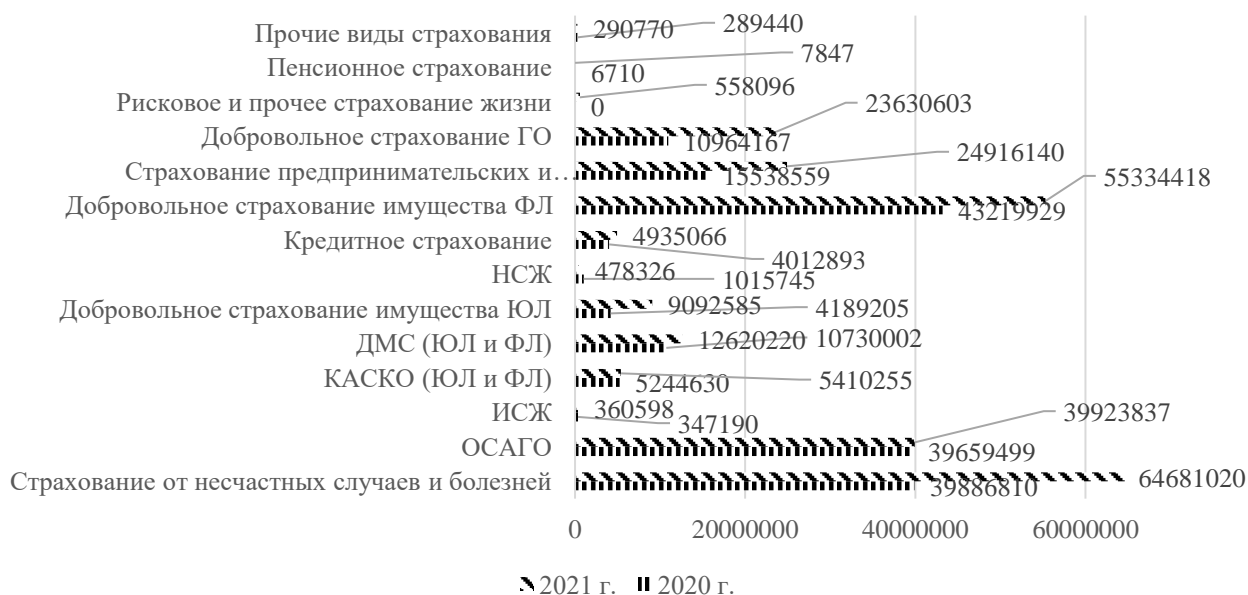 Прочие виды страхования
290770
289440
Пенсионное страхование
6710
7847
Рисковое и прочее страхование жизни
0
558096
Добровольное страхование ГО
10964167
23630603
Страхование предпринимательских и…
15538559
24916140
Добровольное страхование имущества ФЛ
43219929
55334418
Кредитное страхование
4935066
4012893
НСЖ
478326
1015745
Добровольное страхование имущества ЮЛ
9092585
4189205
ДМС (ЮЛ и ФЛ)
12620220
10730002
КАСКО (ЮЛ и ФЛ)
5244630
5410255
ИСЖ
360598
347190
ОСАГО
39659499
39923837
Страхование от несчастных случаев и болезней
39886810
64681020
0 20000000 40000000 60000000
2021 г. 2020 г.